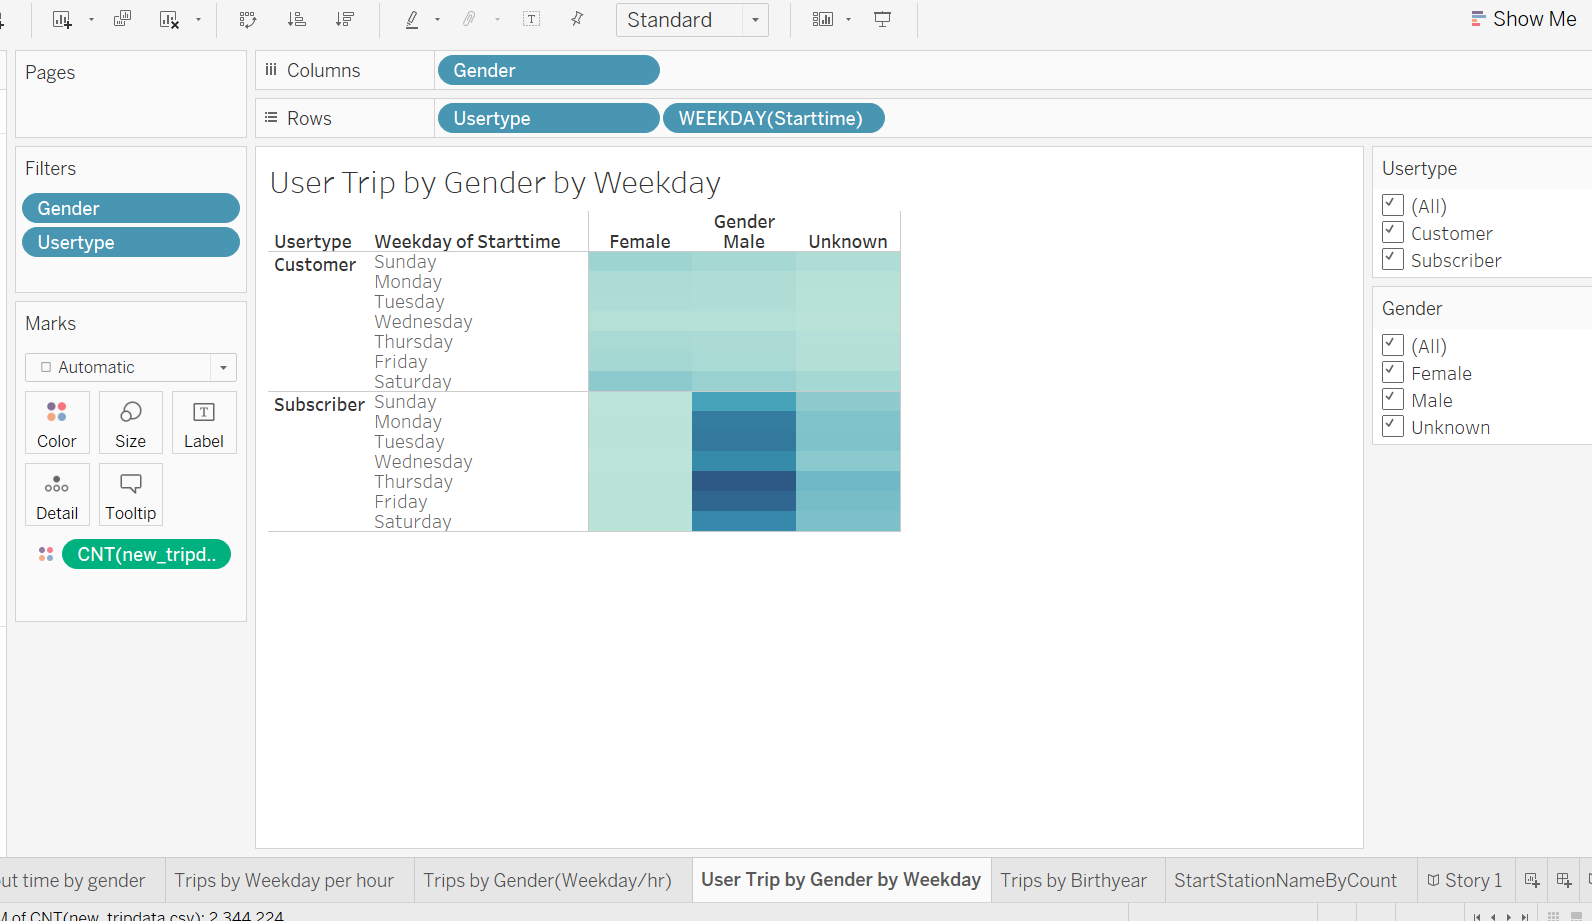 Standard
Show Me
Pages
Columns
Gender
Rows
Usertype
WEEKDAY(Starttime)
Filters
Gender
Usertype
Marks
Automatic
Color
Size
Label
Detail
Tooltip
CNT(new_tripd..
User Trip by Gender by Weekday
Gender
Usertype Weekday of Starttime Female Male Unknown
Customer Sunday
Monday
Tuesday
Wednesday
Thursday
Friday
Saturday
Subscriber Sunday
Monday
Tuesday
Wednesday
Thursday
Friday
Saturday
Usertype
(All)
Customer
Subscriber
Gender
(All)
Female
Male
Unknown
ut time by gender
Trips by Weekday per hour
Trips by Gender(Weekday/hr)
User Trip by Gender by Weekday
Trips by Birthyear
StartStationNameByCount
Story 1
M of CNT(new_tripdata.csv): 2,344,224